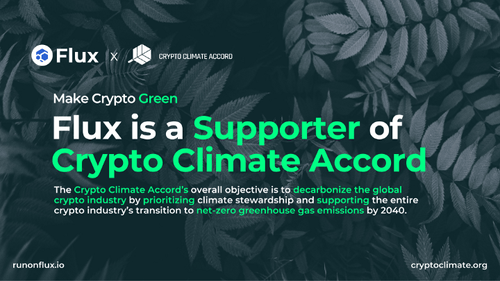 Flux X CRYPTO CLIMATE ACCORD
Make Crypto Green
Flux is a Supporter of
Crypto Climate Accord
The Crypto Climate Accord's overall objective is to decarbonize the global
crypto industry by prioritizing climate stewardship and supporting the entire
crypto industry's transition to net-zero greenhouse gas emissions by 2040.
runonflux.io
cryptoclimate.org